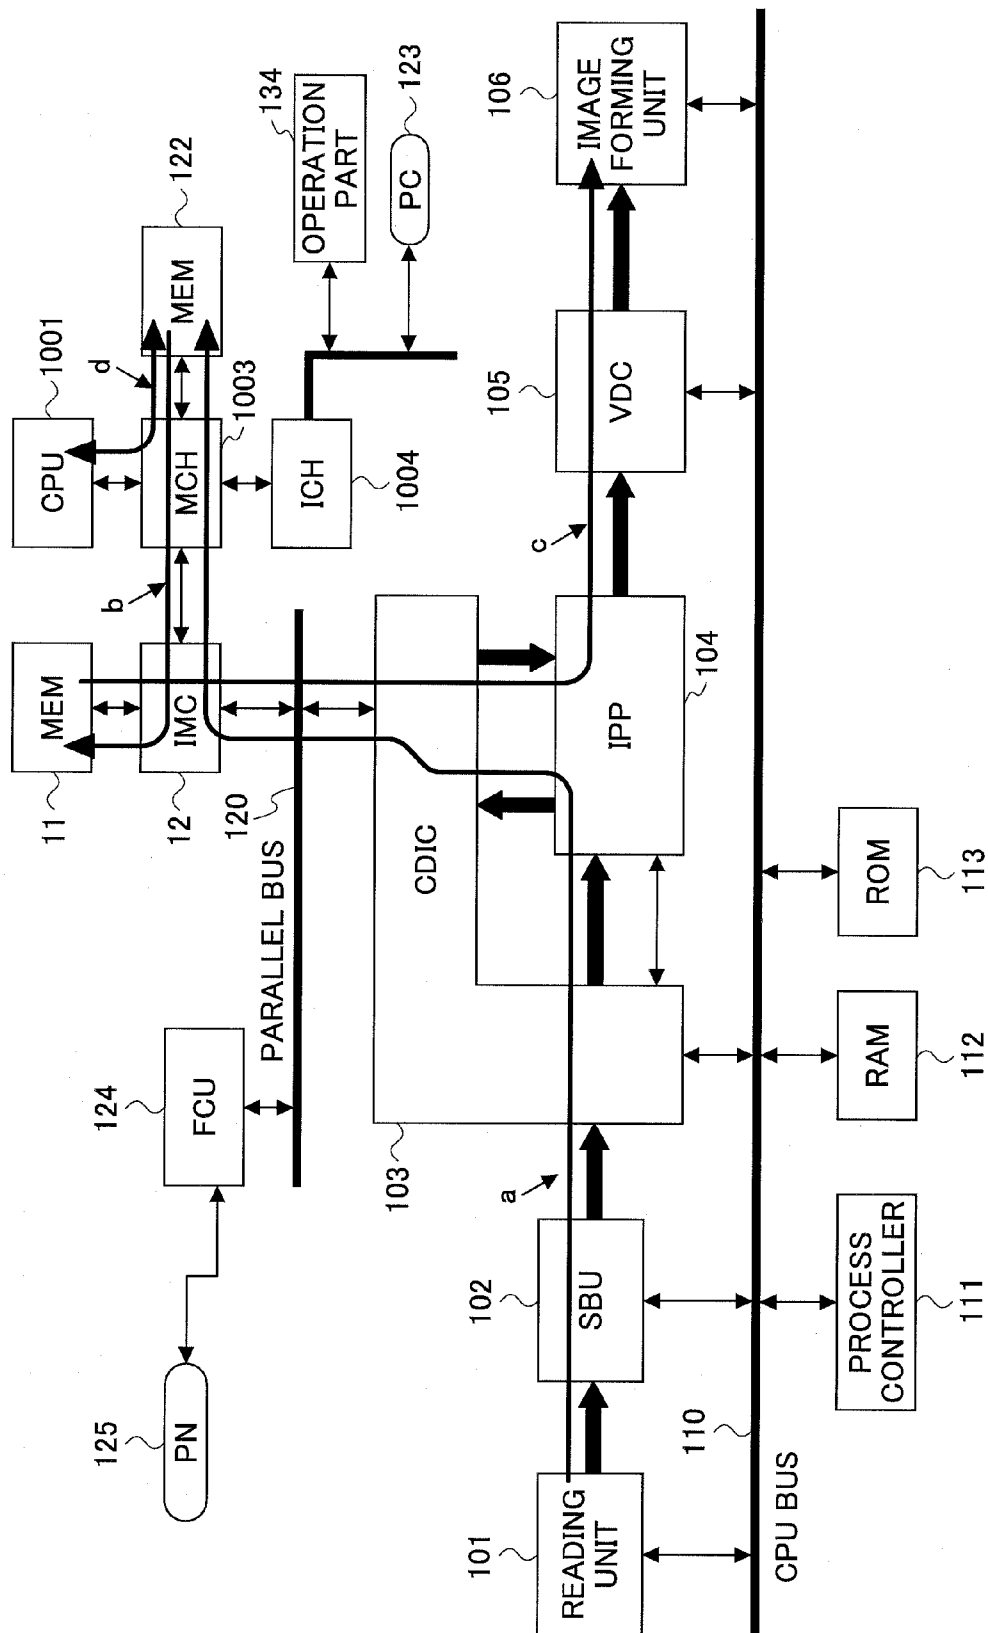 125
PN
124
FCU
PARALLEL BUS
120
11
MEM
12
IMC
b
1001
CPU
d
122
MEM
1003
MCH
ICH
1004
134
OPERATION
PART
123
PC
103
CDIC
101
READING
UNIT
102
SBU
a
IPP
104
c
105
VDC
106
IMAGE
FORMING
UNIT
110
CPU BUS
PROCESS
CONTROLLER
111
RAM
112
ROM
113